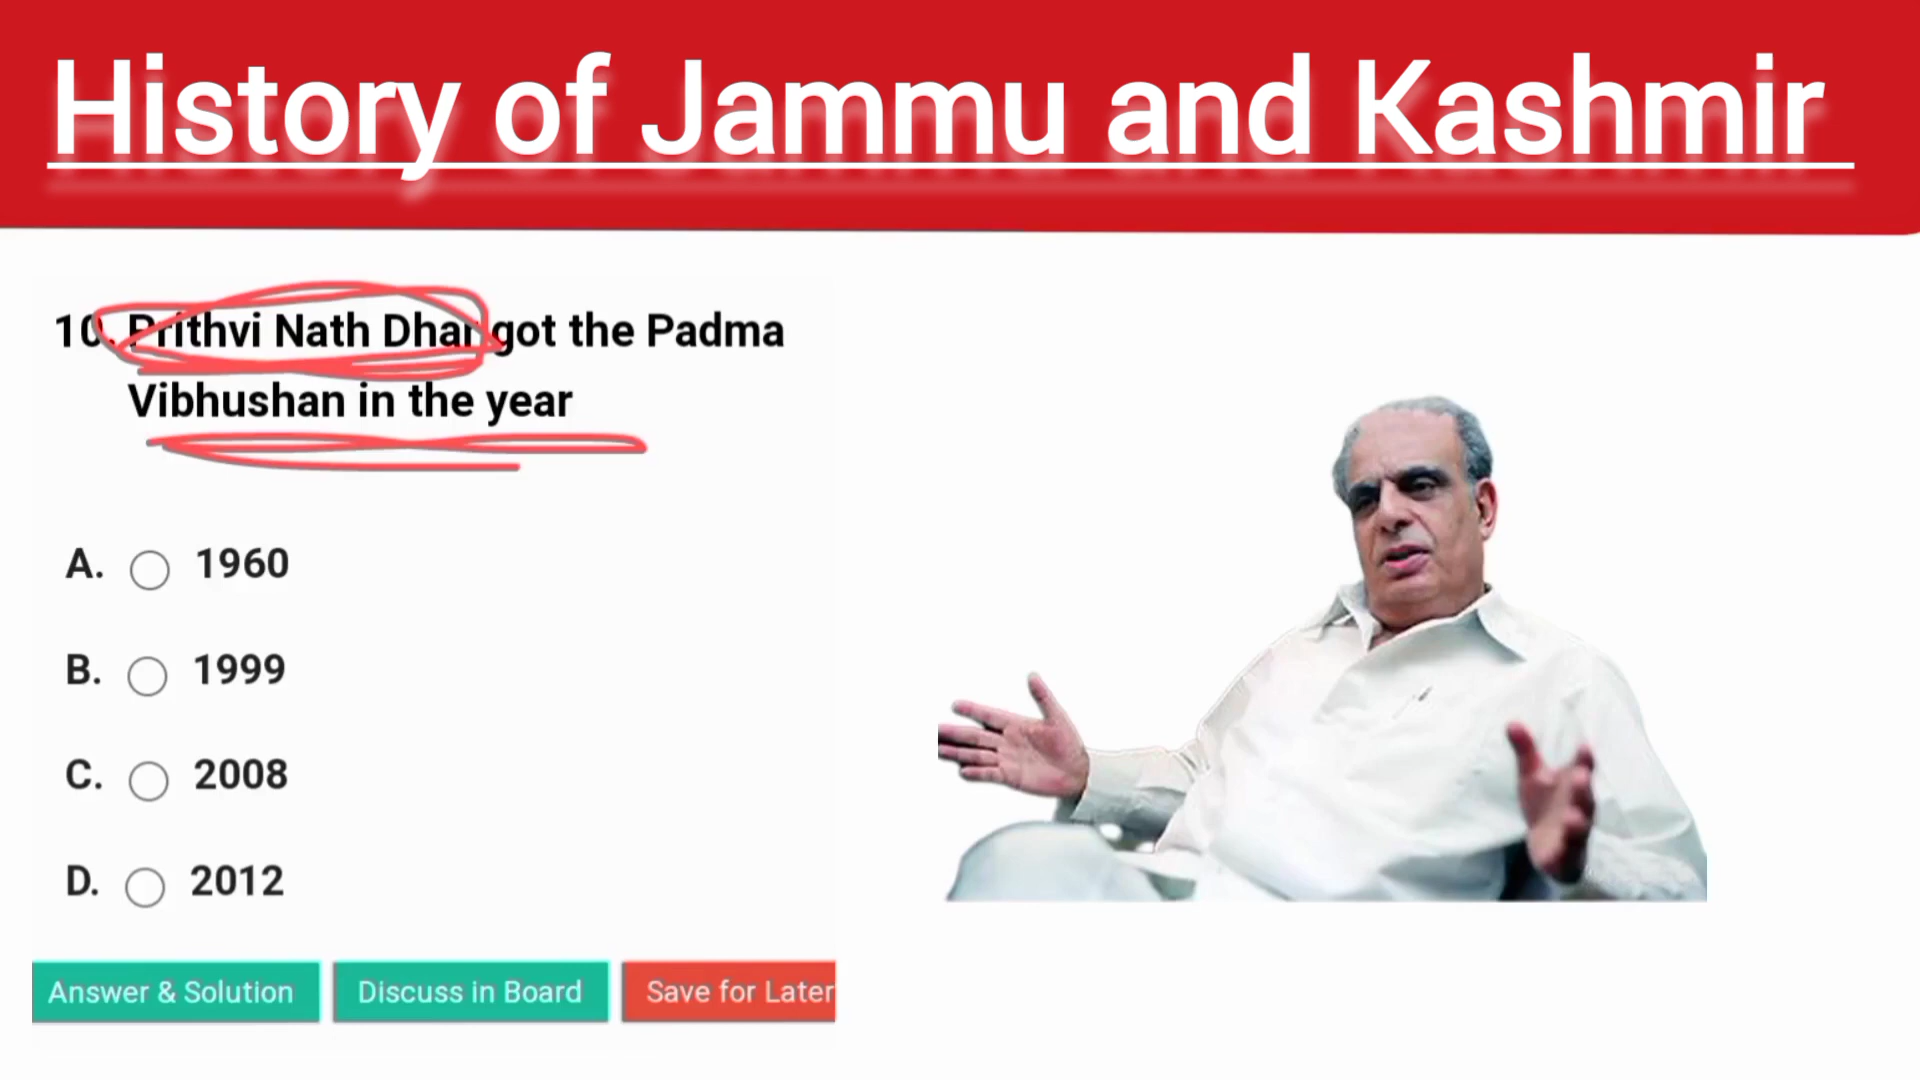 History of Jammu and Kashmir
10. Prithvi Nath Dhar got the Padma
Vibhushan in the year
A. 1960
B. 1999
C. 2008
D. 2012
Answer & Solution
Discuss in Board
Save for Later